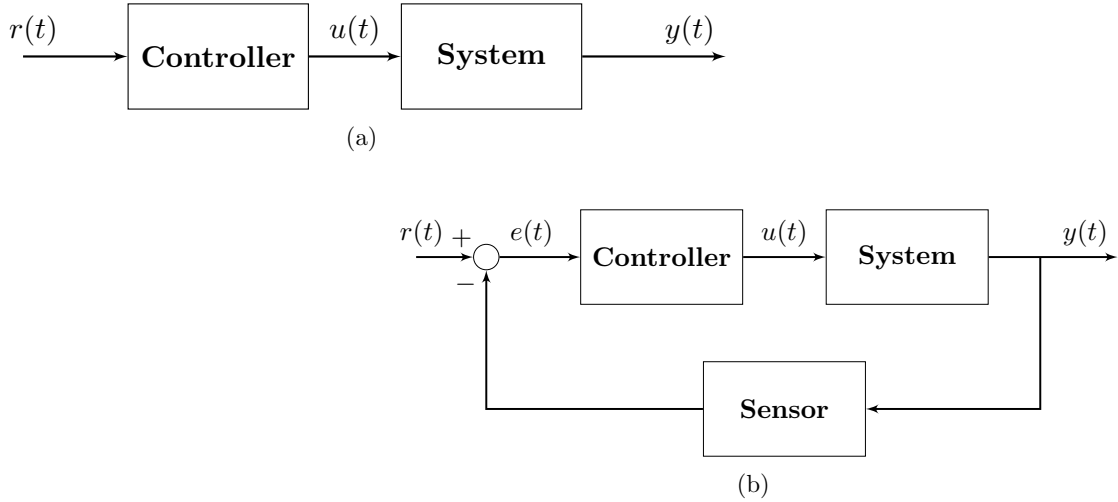 r(t) Controller u(t) System y(t)
(a)
r(t) + − e(t) Controller u(t) System y(t)
Sensor
(b)